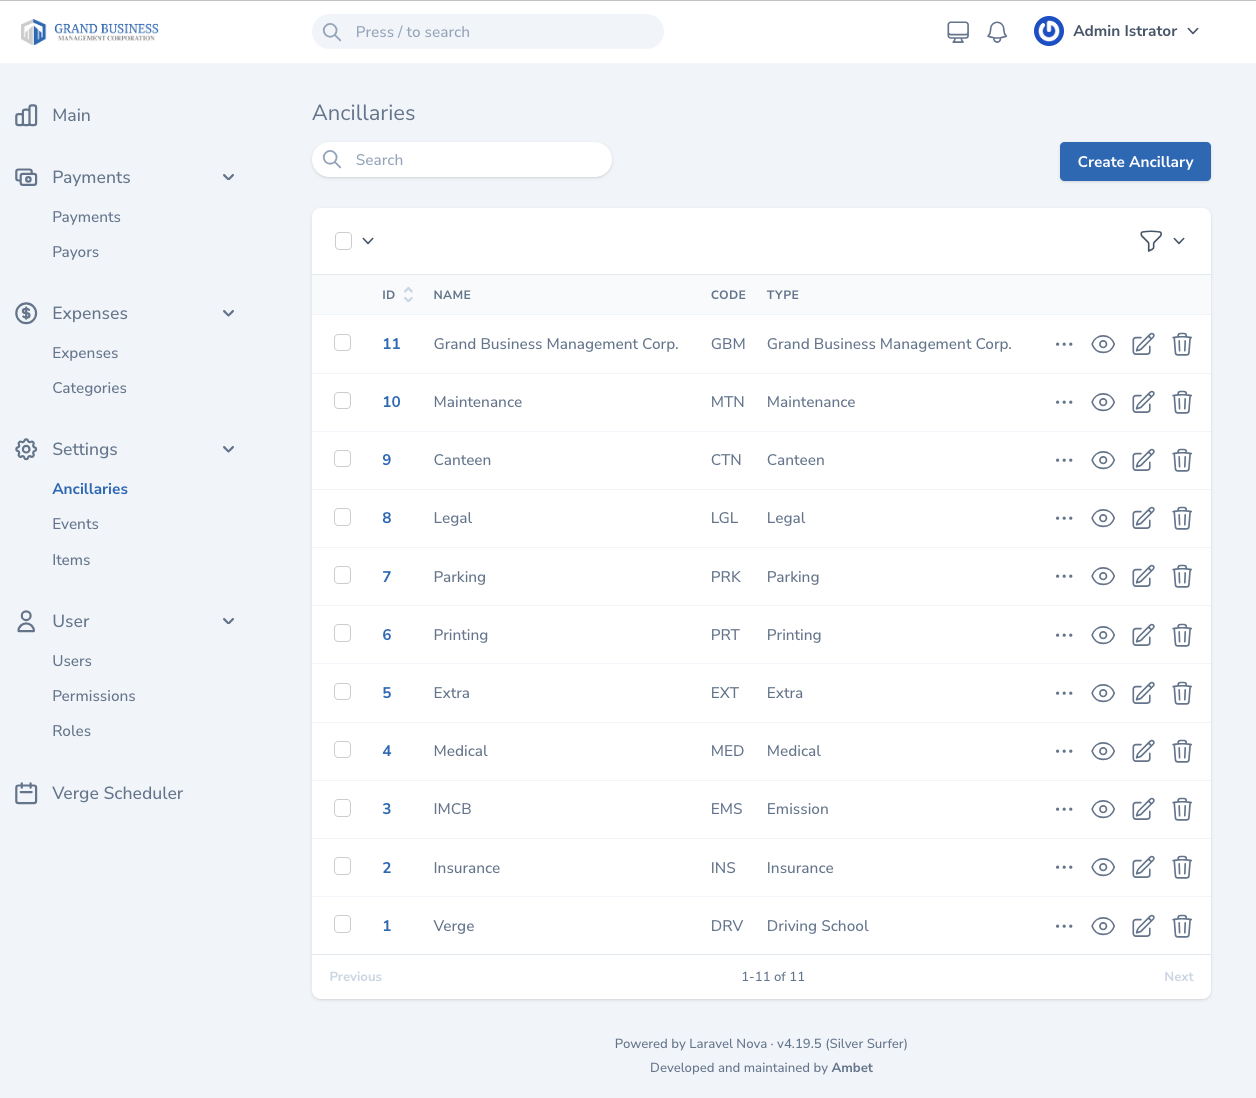 GRAND BUSINESS
MANAGEMENT CORPORATION
Press / to search
Admin Istrator
Main
Payments
Payments
Payors
Expenses
Expenses
Categories
Settings
Ancillaries
Events
Items
User
Users
Permissions
Roles
Verge Scheduler
Ancillaries
Search
Create Ancillary
ID NAME CODE TYPE
11 Grand Business Management Corp. GBM Grand Business Management Corp.
10 Maintenance MTN Maintenance
9 Canteen CTN Canteen
8 Legal LGL Legal
7 Parking PRK Parking
6 Printing PRT Printing
5 Extra EXT Extra
4 Medical MED Medical
3 IMCB EMS Emission
2 Insurance INS Insurance
1 Verge DRV Driving School
Previous 1-11 of 11 Next
Powered by Laravel Nova · v4.19.5 (Silver Surfer)
Developed and maintained by Ambet